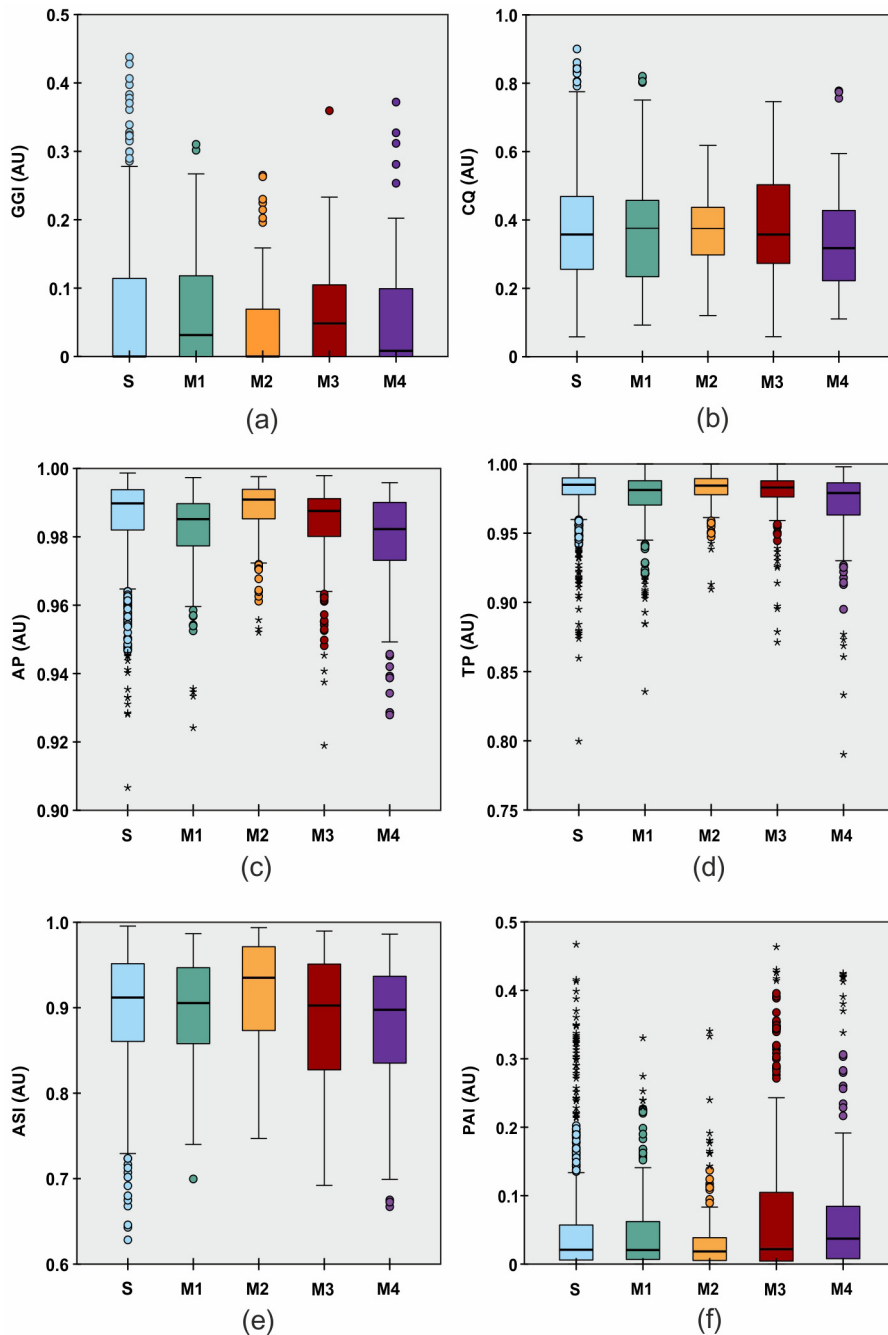 0.5
0.4
0.3
0.2
0.1
0
GGI (AU)
S M1 M2 M3 M4
(a)
1.0
0.8
0.6
0.4
0.2
0
CQ (AU)
S M1 M2 M3 M4
(b)
1.00
0.98
0.96
0.94
0.92
0.90
AP (AU)
S M1 M2 M3 M4
(c)
1.00
0.95
0.90
0.85
0.80
0.75
TP (AU)
S M1 M2 M3 M4
(d)
1.0
0.9
0.8
0.7
0.6
ASI (AU)
S M1 M2 M3 M4
(e)
0.5
0.4
0.3
0.2
0.1
0
PAI (AU)
S M1 M2 M3 M4
(f)